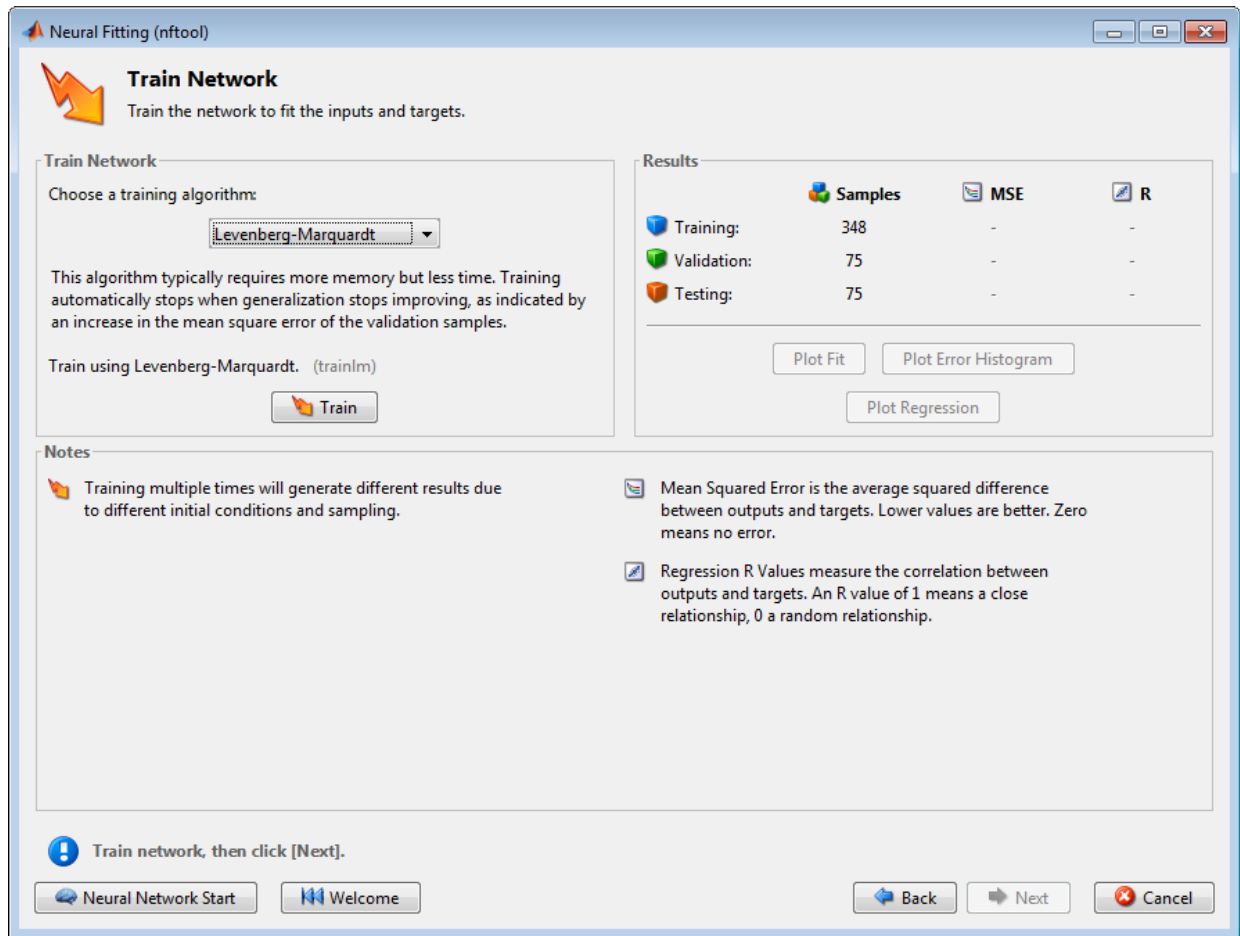 Neural Fitting (nftool)
Train Network
Train the network to fit the inputs and targets.
Train Network
Choose a training algorithm:
Levenberg-Marquardt
This algorithm typically requires more memory but less time. Training
automatically stops when generalization stops improving, as indicated by
an increase in the mean square error of the validation samples.
Train using Levenberg-Marquardt. (trainlm)
Train
Results
Samples MSE R
Training: 348 - -
Validation: 75 - -
Testing: 75 - -
Plot Fit Plot Error Histogram
Plot Regression
Notes
Training multiple times will generate different results due
to different initial conditions and sampling.
Mean Squared Error is the average squared difference
between outputs and targets. Lower values are better. Zero
means no error.
Regression R Values measure the correlation between
outputs and targets. An R value of 1 means a close
relationship, 0 a random relationship.
Train network, then click [Next].
Neural Network Start Welcome Back Next Cancel